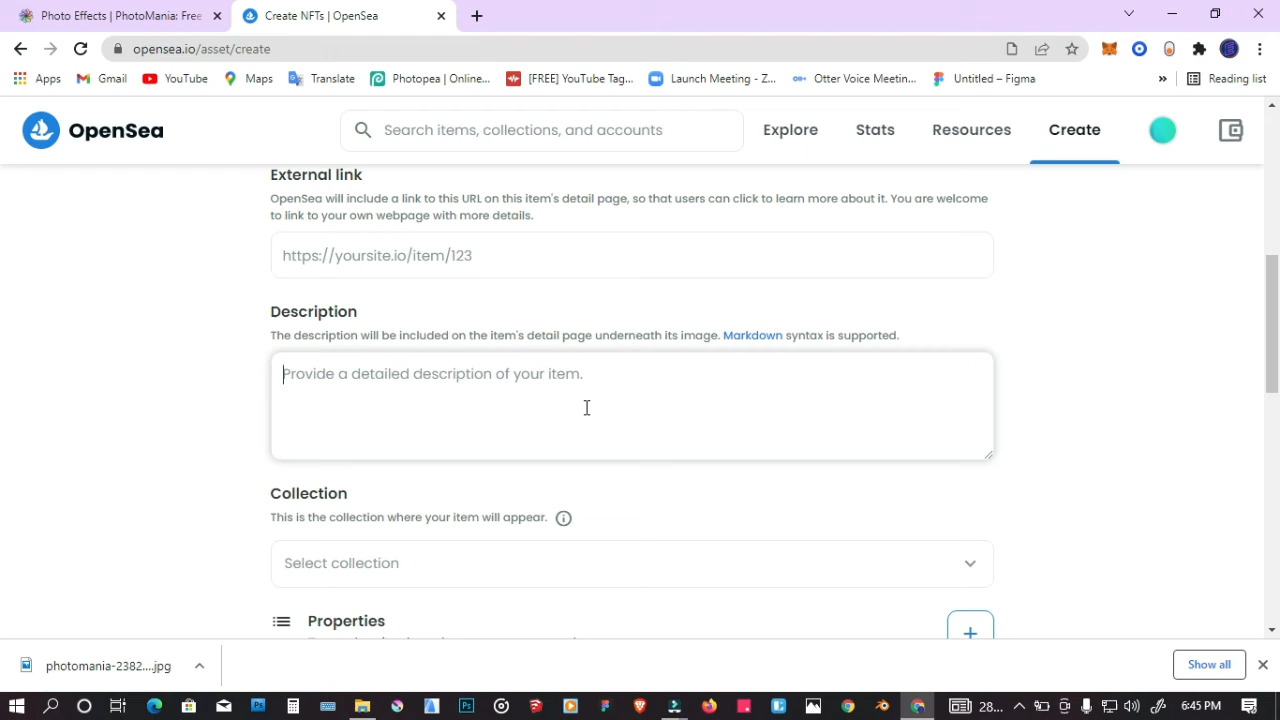 Photo Effects | PhotoMania: Free
Create NFTs | OpenSea
opensea.io/asset/create
Apps
Gmail
YouTube
Maps
Translate
Photopea | Online...
[FREE] YouTube Tag...
Launch Meeting - Z...
Otter Voice Meetin...
Untitled – Figma
»
Reading list
OpenSea
Search items, collections, and accounts
Explore
Stats
Resources
Create
External link
OpenSea will include a link to this URL on this item's detail page, so that users can click to learn more about it. You are welcome
to link to your own webpage with more details.
https://yoursite.io/item/123
Description
The description will be included on the item's detail page underneath its image. Markdown syntax is supported.
Provide a detailed description of your item.
Collection
This is the collection where your item will appear.
Select collection
Properties
photomania-2382....jpg
Show all
28...
6:45 PM